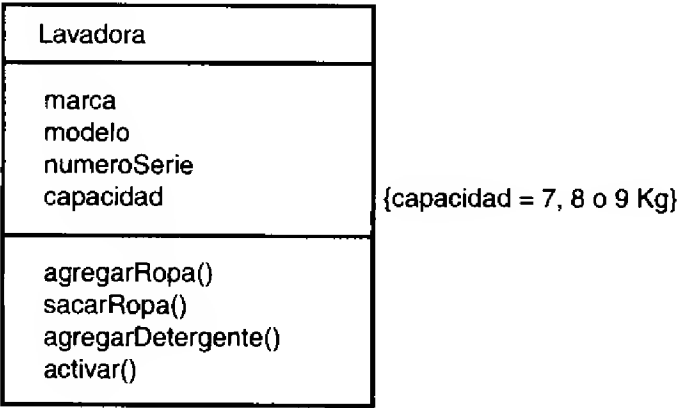 Lavadora
marca
modelo
numeroSerie
capacidad {capacidad = 7, 8 o 9 Kg}
agregarRopa()
sacarRopa()
agregarDetergente()
activar()